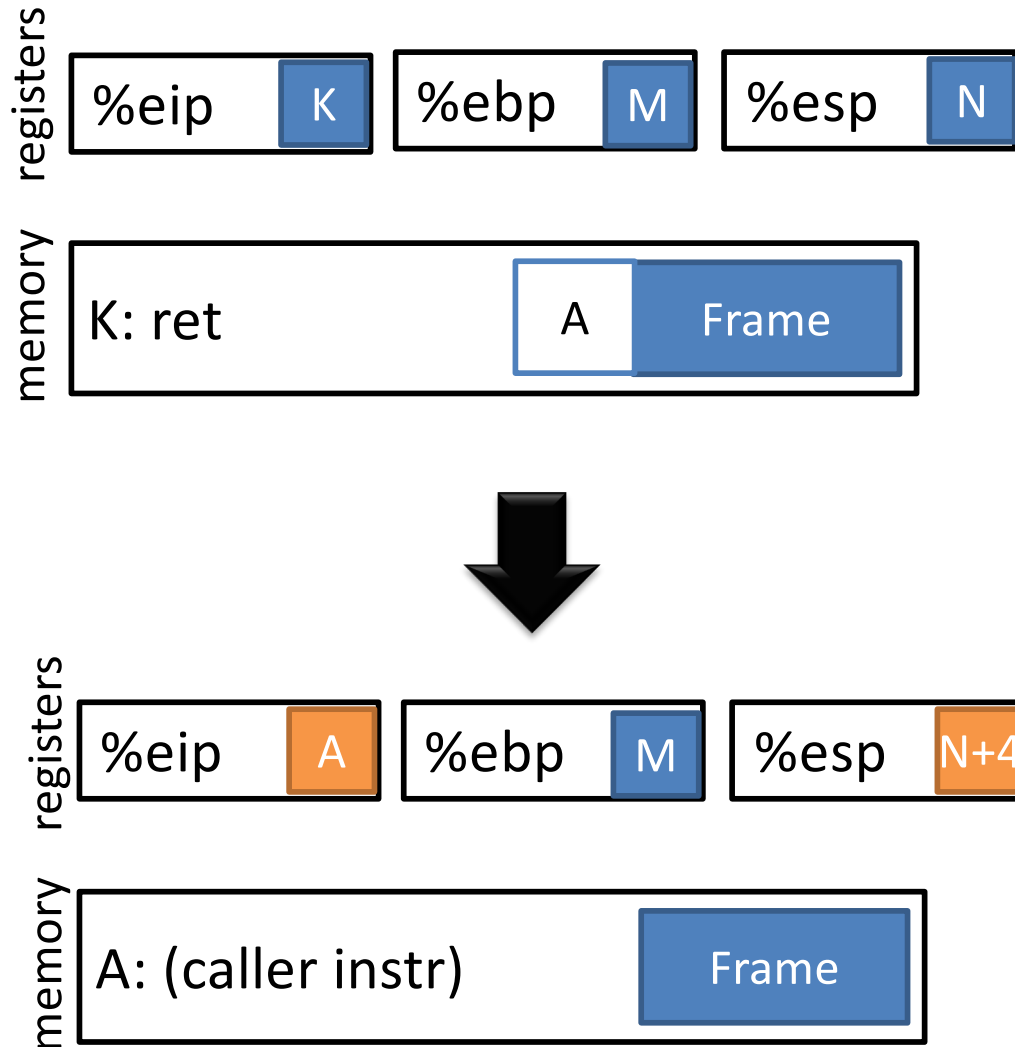 registers
%eip K %ebp M %esp N
memory
K: ret A Frame
registers
%eip A %ebp M %esp N+4
memory
A: (caller instr) Frame